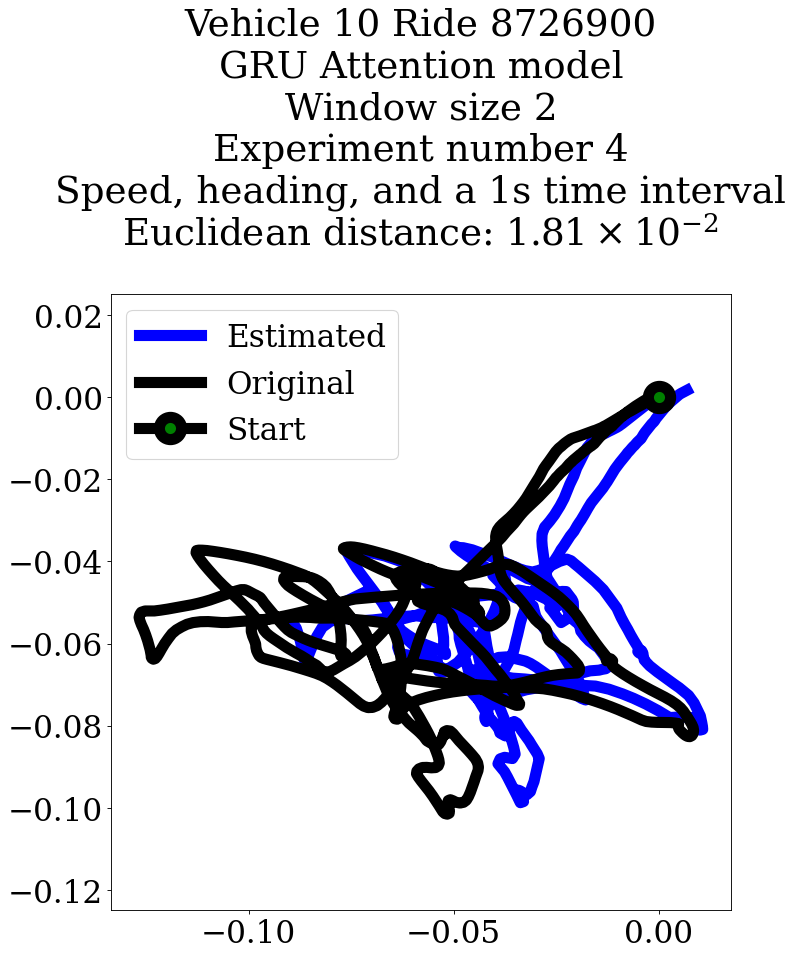 Vehicle 10 Ride 8726900
GRU Attention model
Window size 2
Experiment number 4
Speed, heading, and a 1s time interval
Euclidean distance: 1.81 × 10⁻²
0.02
0.00
−0.02
−0.04
−0.06
−0.08
−0.10
−0.12
Estimated
Original
Start
−0.10
−0.05
0.00